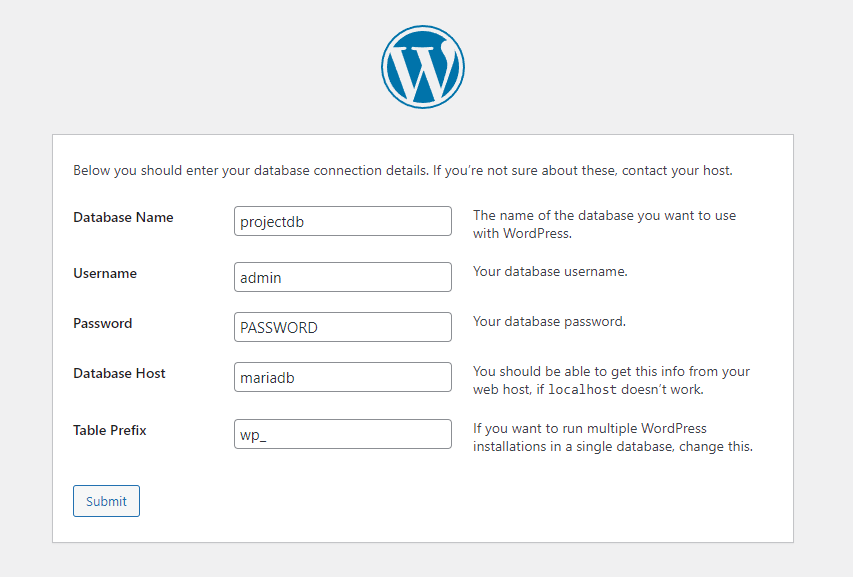 W
Below you should enter your database connection details. If you’re not sure about these, contact your host.
Database Name
projectdb
The name of the database you want to use
with WordPress.
Username
admin
Your database username.
Password
PASSWORD
Your database password.
Database Host
mariadb
You should be able to get this info from your
web host, if localhost doesn’t work.
Table Prefix
wp_
If you want to run multiple WordPress
installations in a single database, change this.
Submit